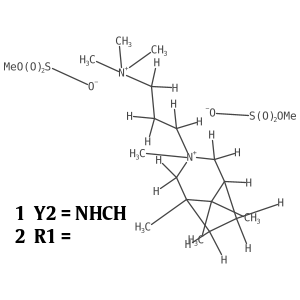 CH₃
CH₃
H₃C H
MeO(O)₂S N⁺
O⁻ H
H
O⁻
H S(O)₂OMe
H
H
H
H₃C N⁺ H
H
H
H
H
1 Y2 = NHCH
CH₃
H₃C
2 R1 =
H₃C
H
H